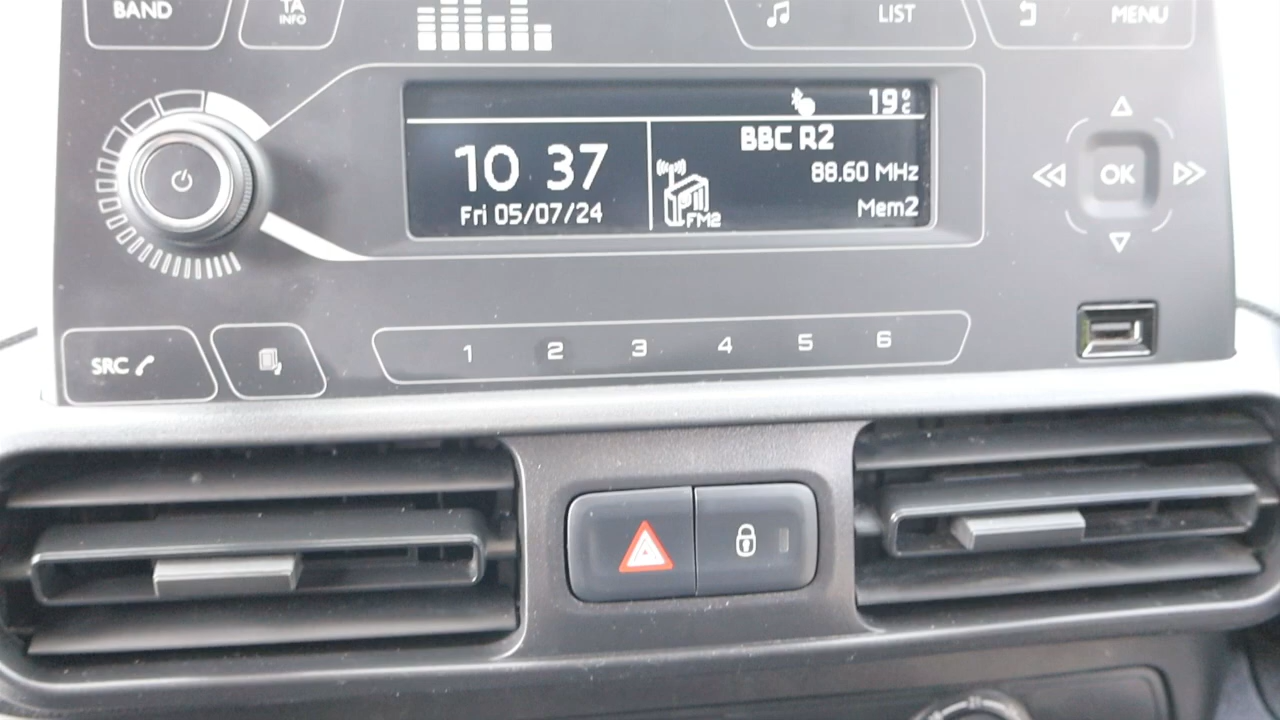 BAND
TA
INFO
LIST
MENU
19°C
10 37
Fri 05/07/24
BBC R2
88.60 MHz
FM2
Mem2
OK
SRC
1 2 3 4 5 6